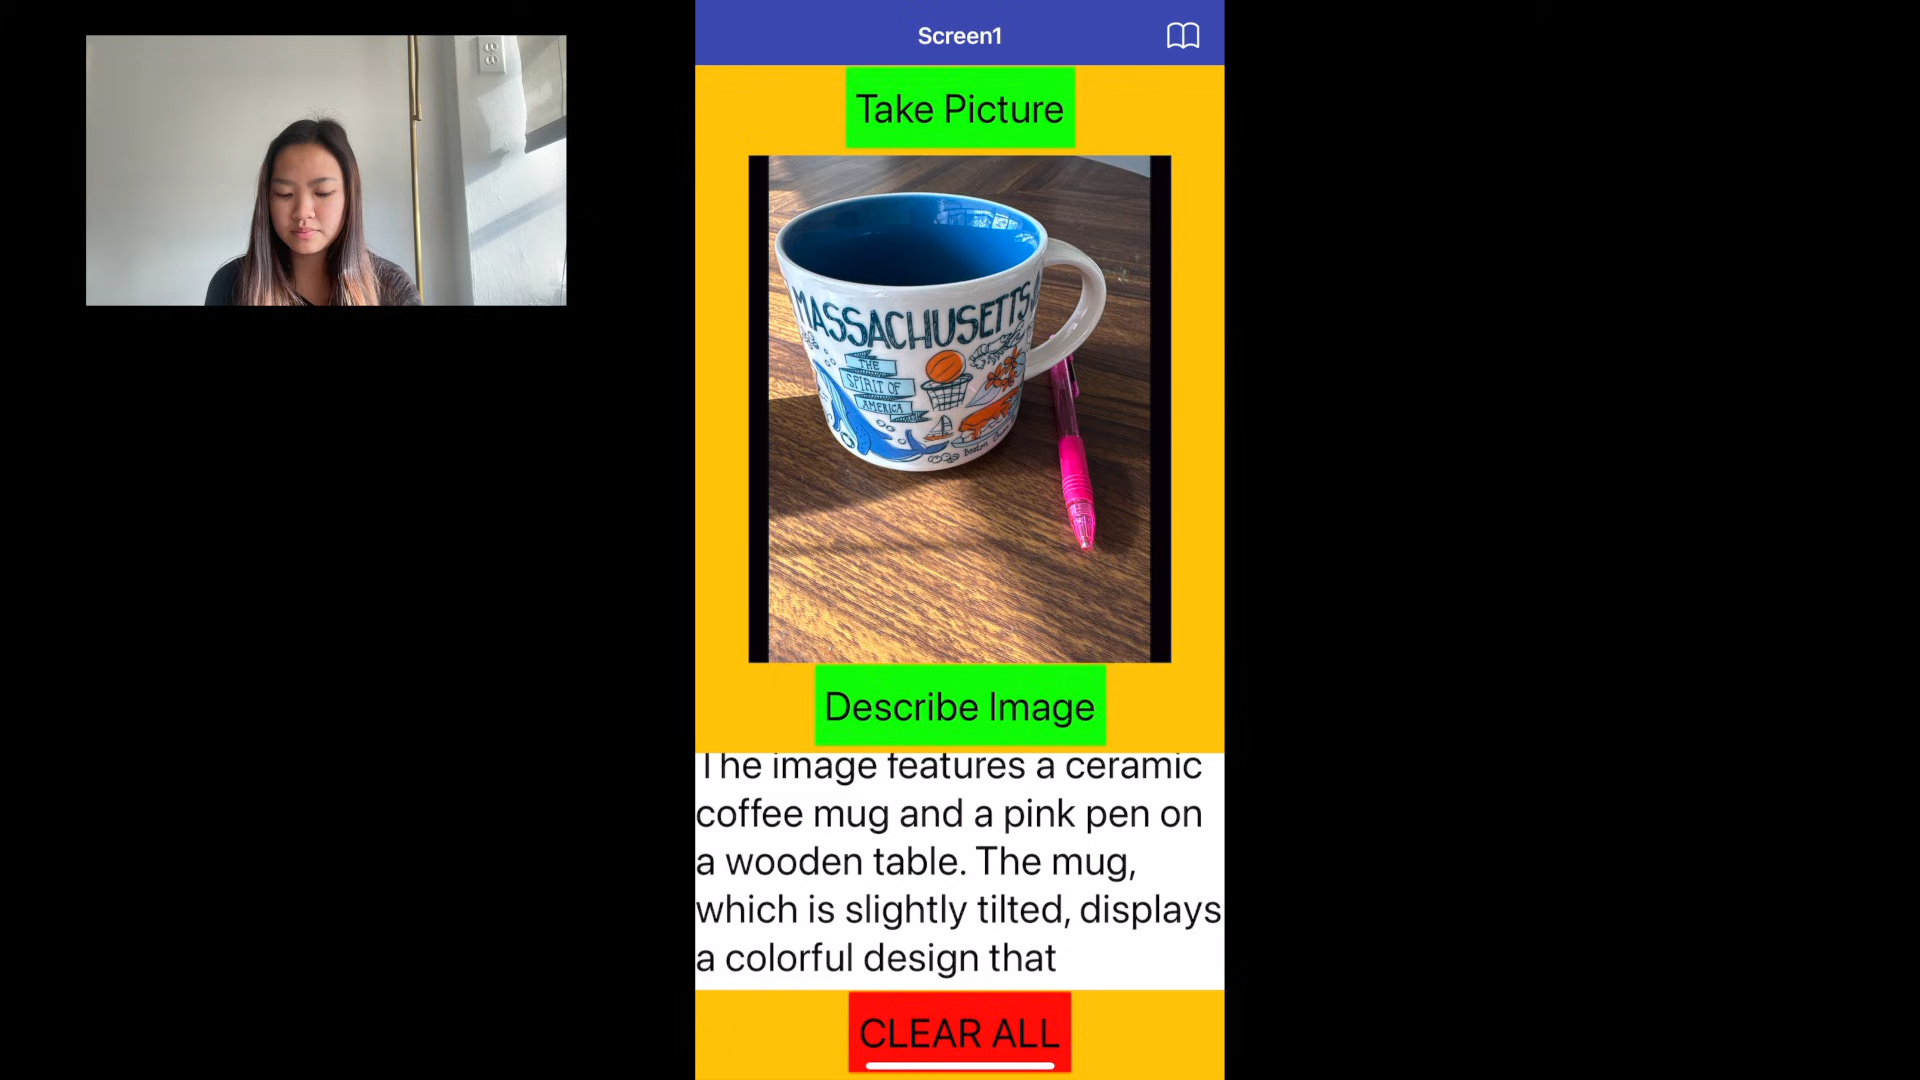 Screen1
Take Picture
MASSACHUSETTS
THE
SPIRIT OF
AMERICA
Boston
Describe Image
The image features a ceramic
coffee mug and a pink pen on
a wooden table. The mug,
which is slightly tilted, displays
a colorful design that
CLEAR ALL